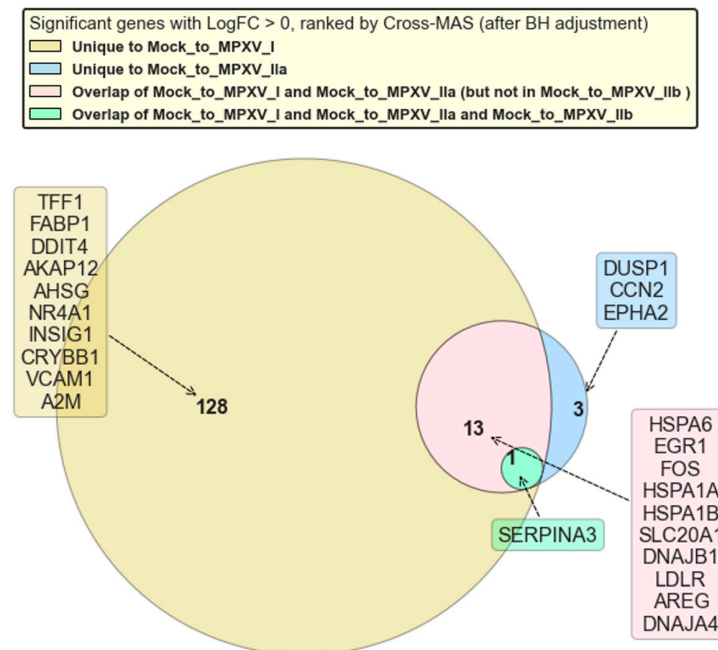 Significant genes with LogFC > 0, ranked by Cross-MAS (after BH adjustment)
Unique to Mock_to_MPXV_I
Unique to Mock_to_MPXV_IIa
Overlap of Mock_to_MPXV_I and Mock_to_MPXV_IIa (but not in Mock_to_MPXV_IIb )
Overlap of Mock_to_MPXV_I and Mock_to_MPXV_IIa and Mock_to_MPXV_IIb
TFF1
FABP1
DDIT4
AKAP12
AHSG
NR4A1
INSIG1
CRYBB1
VCAM1
A2M
128
DUSP1
CCN2
EPHA2
3
13
1
SERPINA3
HSPA6
EGR1
FOS
HSPA1A
HSPA1B
SLC20A1
DNAJB1
LDLR
AREG
DNAJA4